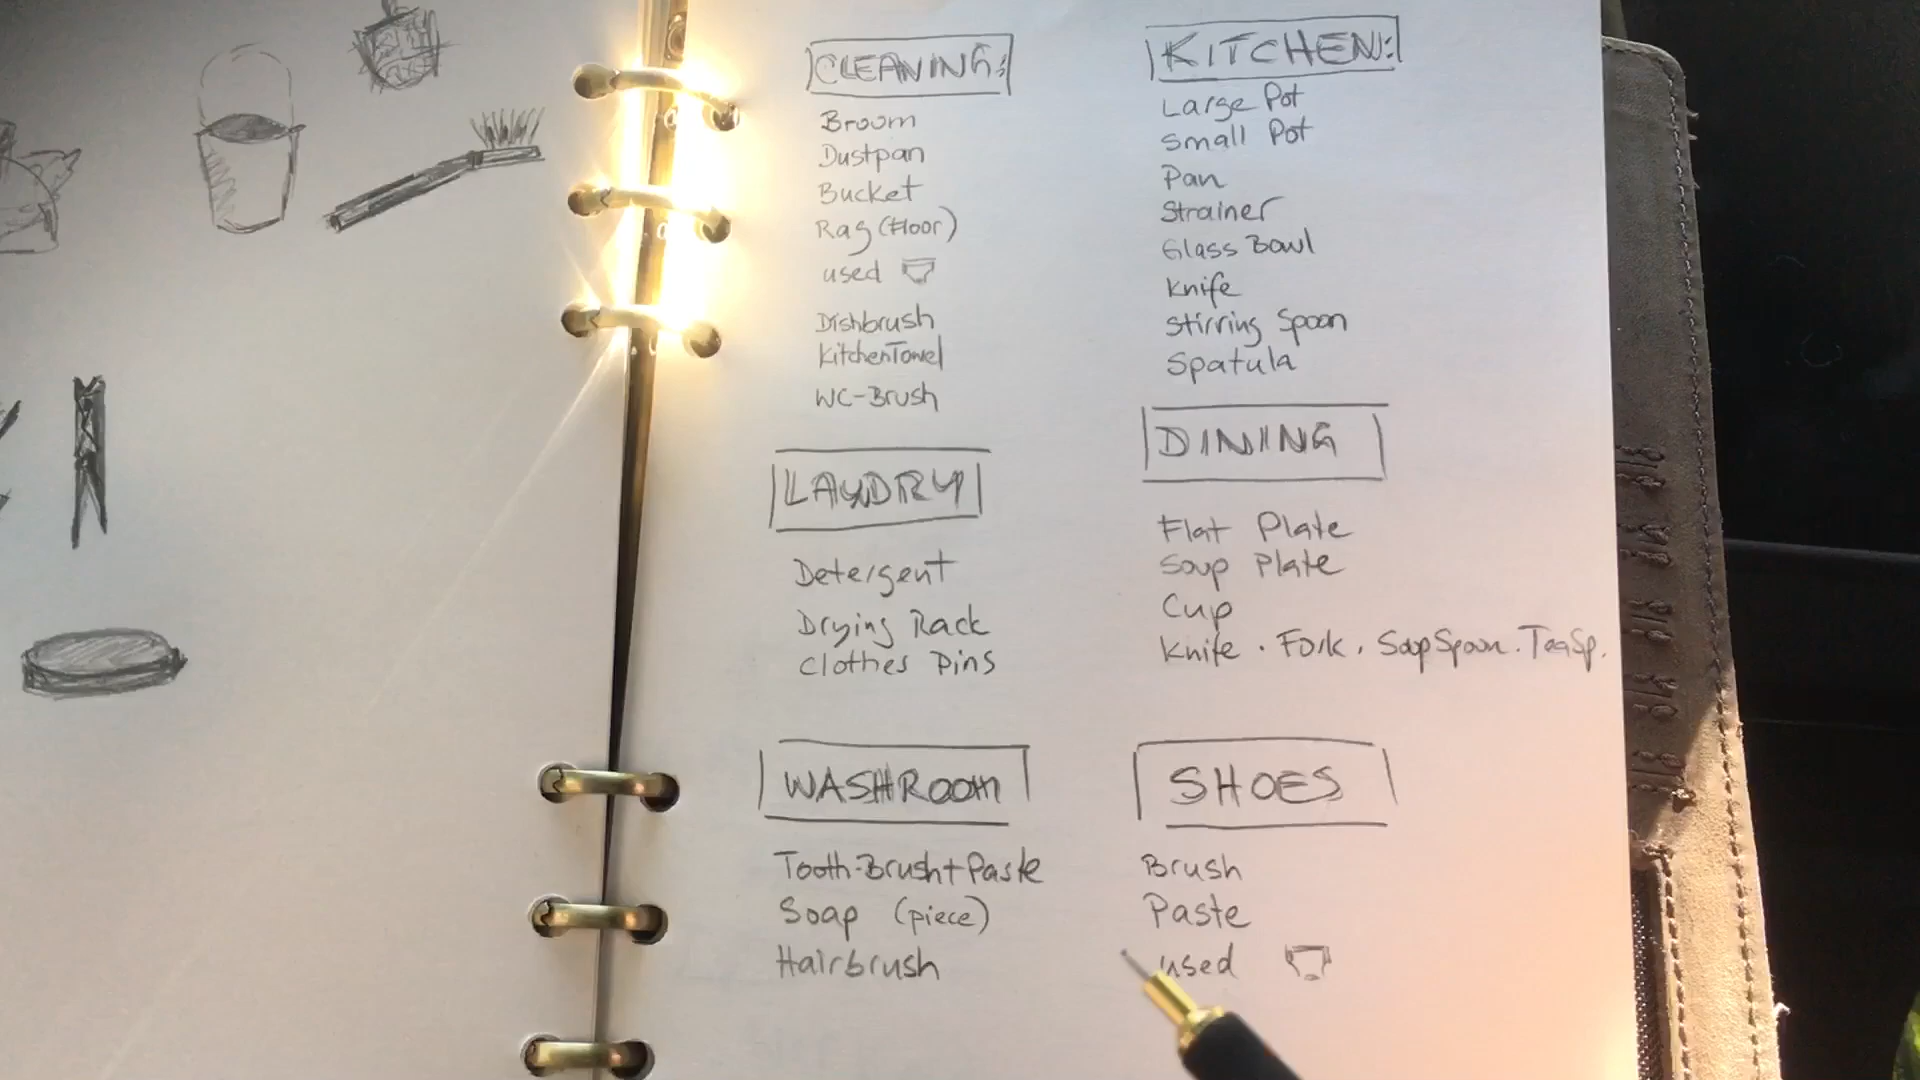 CLEANING:
Broom
Dustpan
Bucket
Rag (Floor)
used
Dishbrush
KitchenTowel
WC-Brush
LAUNDRY
Detergent
Drying Rack
Clothes Pins
WASHROOM
Tooth-Brush+Paste
Soap (piece)
Hairbrush
KITCHEN:
Large Pot
Small Pot
Pan
Strainer
Glass Bowl
Knife
Stirring Spoon
Spatula
DINING
Flat Plate
Soup Plate
Cup
Knife . Fork . SoupSpoon . TeaSp.
SHOES
Brush
Paste
used